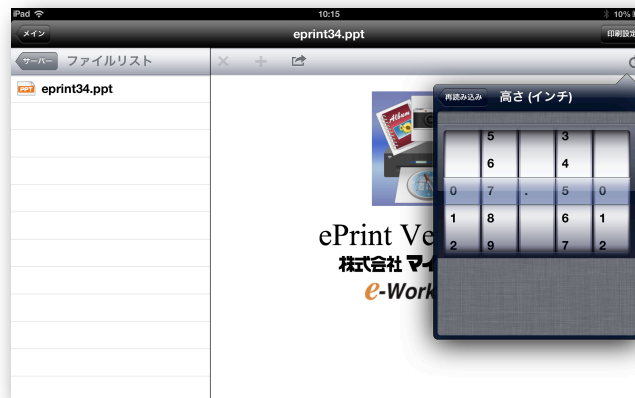 iPad 10:15 10%
メイン eprint34.ppt 印刷設定
サーバー ファイルリスト
PPT eprint34.ppt
再読み込み 高さ (インチ)
Album
5 3
6 4
0 7 . 5 0
1 8 6 1
2 9 7 2
ePrint Ve
株式会社 マイ
e-Work